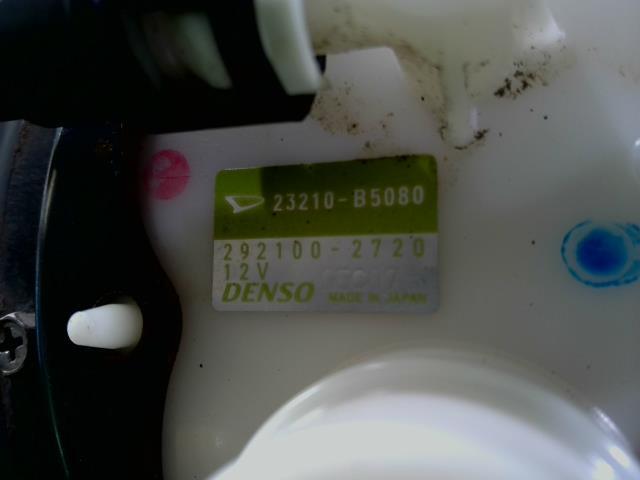 23210-B5080
292100-2720
12V
DENSO MADE IN JAPAN